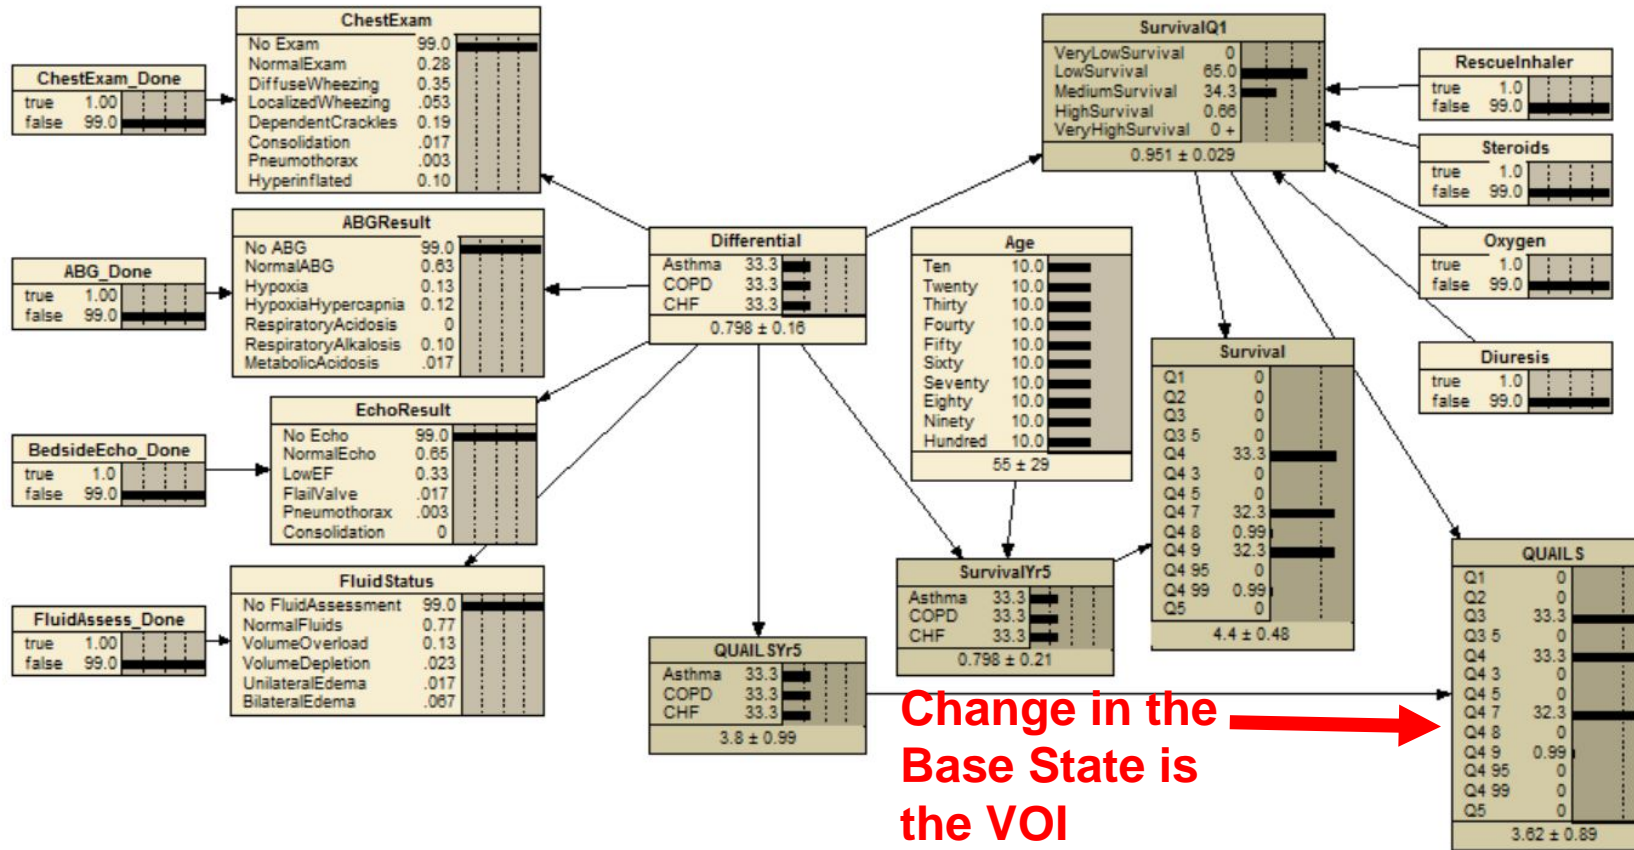 ChestExam
No Exam 99.0
NormalExam 0.28
DiffuseWheezing 0.35
LocalizedWheezing .053
DependentCrackles 0.19
Consolidation .017
Pneumothorax .003
Hyperinflated 0.10
ChestExam_Done
true 1.00
false 99.0
SurvivalQ1
VeryLowSurvival 0
LowSurvival 65.0
MediumSurvival 34.3
HighSurvival 0.66
VeryHighSurvival 0 +
0.951 ± 0.029
RescueInhaler
true 1.0
false 99.0
Steroids
true 1.0
false 99.0
Oxygen
true 1.0
false 99.0
Diuresis
true 1.0
false 99.0
ABGResult
No ABG 99.0
NormalABG 0.63
Hypoxia 0.13
HypoxiaHypercapnia 0.12
RespiratoryAcidosis 0
RespiratoryAlkalosis 0.10
MetabolicAcidosis .017
ABG_Done
true 1.00
false 99.0
Differential
Asthma 33.3
COPD 33.3
CHF 33.3
0.798 ± 0.16
Age
Ten 10.0
Twenty 10.0
Thirty 10.0
Fourty 10.0
Fifty 10.0
Sixty 10.0
Seventy 10.0
Eighty 10.0
Ninety 10.0
Hundred 10.0
55 ± 29
Survival
Q1 0
Q2 0
Q3 0
Q3 5 0
Q4 33.3
Q4 3 0
Q4 5 0
Q4 7 32.3
Q4 8 0.99
Q4 9 32.3
Q4 95 0
Q4 99 0.99
Q5 0
4.4 ± 0.48
EchoResult
No Echo 99.0
NormalEcho 0.65
LowEF 0.33
FlailValve .017
Pneumothorax .003
Consolidation 0
BedsideEcho_Done
true 1.0
false 99.0
FluidStatus
No FluidAssessment 99.0
NormalFluids 0.77
VolumeOverload 0.13
VolumeDepletion .023
UnilateralEdema .017
BilateralEdema .067
FluidAssess_Done
true 1.00
false 99.0
SurvivalYr5
Asthma 33.3
COPD 33.3
CHF 33.3
0.798 ± 0.21
QUAILSYr5
Asthma 33.3
COPD 33.3
CHF 33.3
3.8 ± 0.99
QUAILS
Q1 0
Q2 0
Q3 33.3
Q3 5 0
Q4 33.3
Q4 3 0
Q4 5 0
Q4 7 32.3
Q4 8 0
Q4 9 0.99
Q4 95 0
Q4 99 0
Q5 0
3.62 ± 0.89
Change in the
Base State is
the VOI